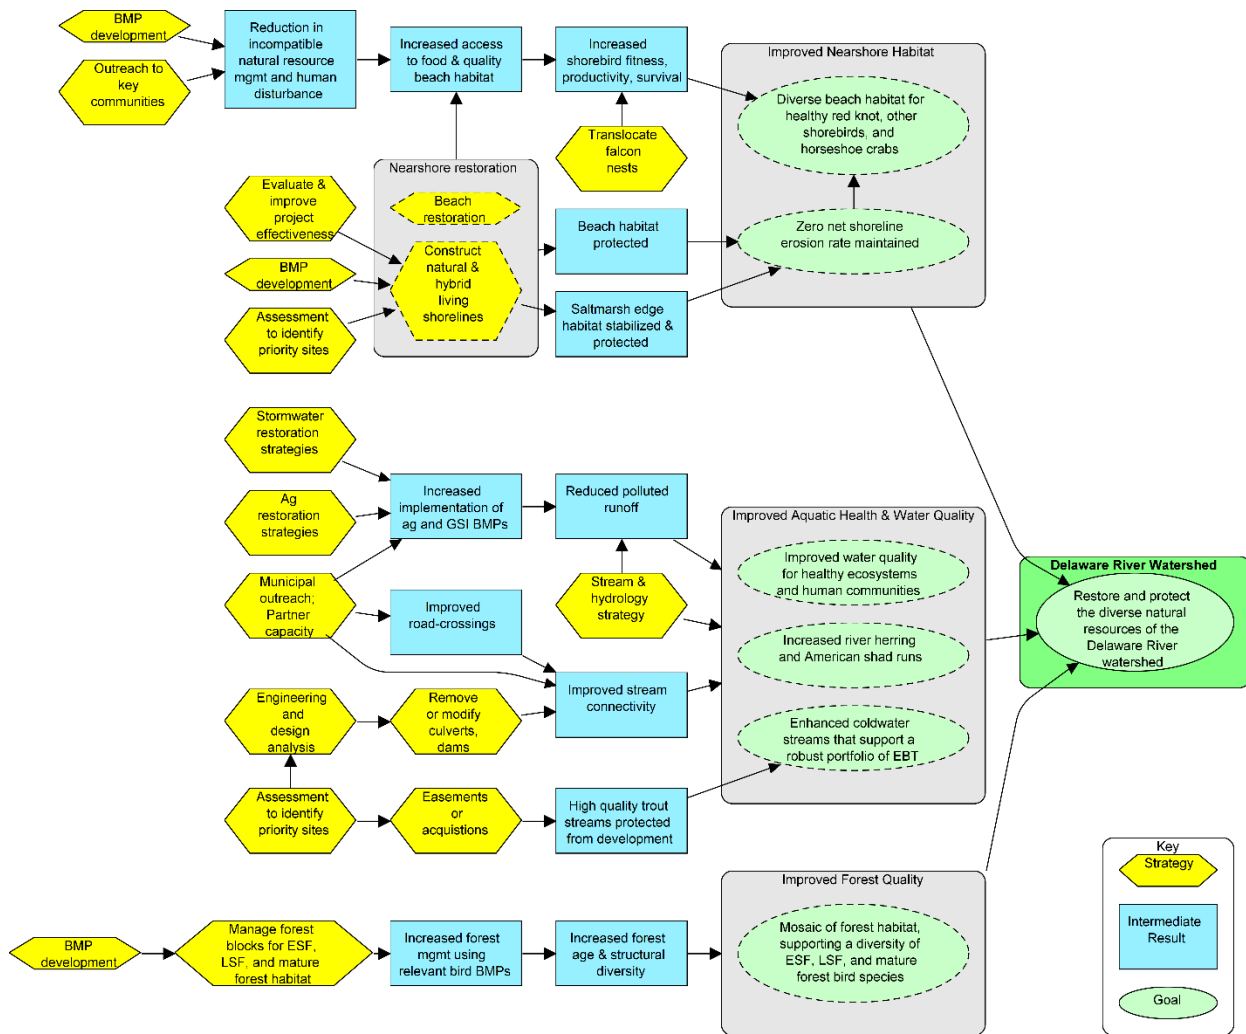 BMP
development
Outreach to
key
communities
Reduction in
incompatible
natural resource
mgmt and human
disturbance
Increased access
to food & quality
beach habitat
Increased
shorebird fitness,
productivity, survival
Translocate
falcon
nests
Improved Nearshore Habitat
Diverse beach habitat for
healthy red knot, other
shorebirds, and
horseshoe crabs
Zero net shoreline
erosion rate maintained
Evaluate &
improve
project
effectiveness
BMP
development
Assessment
to identify
priority sites
Nearshore restoration
Beach
restoration
Construct
natural &
hybrid
living
shorelines
Beach habitat
protected
Saltmarsh edge
habitat stabilized &
protected
Stormwater
restoration
strategies
Ag
restoration
strategies
Municipal
outreach;
Partner
capacity
Increased
implementation of
ag and GSI BMPs
Reduced polluted
runoff
Improved
road-crossings
Stream &
hydrology
strategy
Engineering
and
design
analysis
Remove
or modify
culverts,
dams
Improved stream
connectivity
Assessment
to identify
priority sites
Easements
or
acquistions
High quality trout
streams protected
from development
Improved Aquatic Health & Water Quality
Improved water quality
for healthy ecosystems
and human communities
Increased river herring
and American shad runs
Enhanced coldwater
streams that support a
robust portfolio of EBT
Delaware River Watershed
Restore and protect
the diverse natural
resources of the
Delaware River
watershed
BMP
development
Manage forest
blocks for ESF,
LSF, and mature
forest habitat
Increased forest
mgmt using
relevant bird BMPs
Increased forest
age & structural
diversity
Improved Forest Quality
Mosaic of forest habitat,
supporting a diversity of
ESF, LSF, and mature
forest bird species
Key
Strategy
Intermediate
Result
Goal